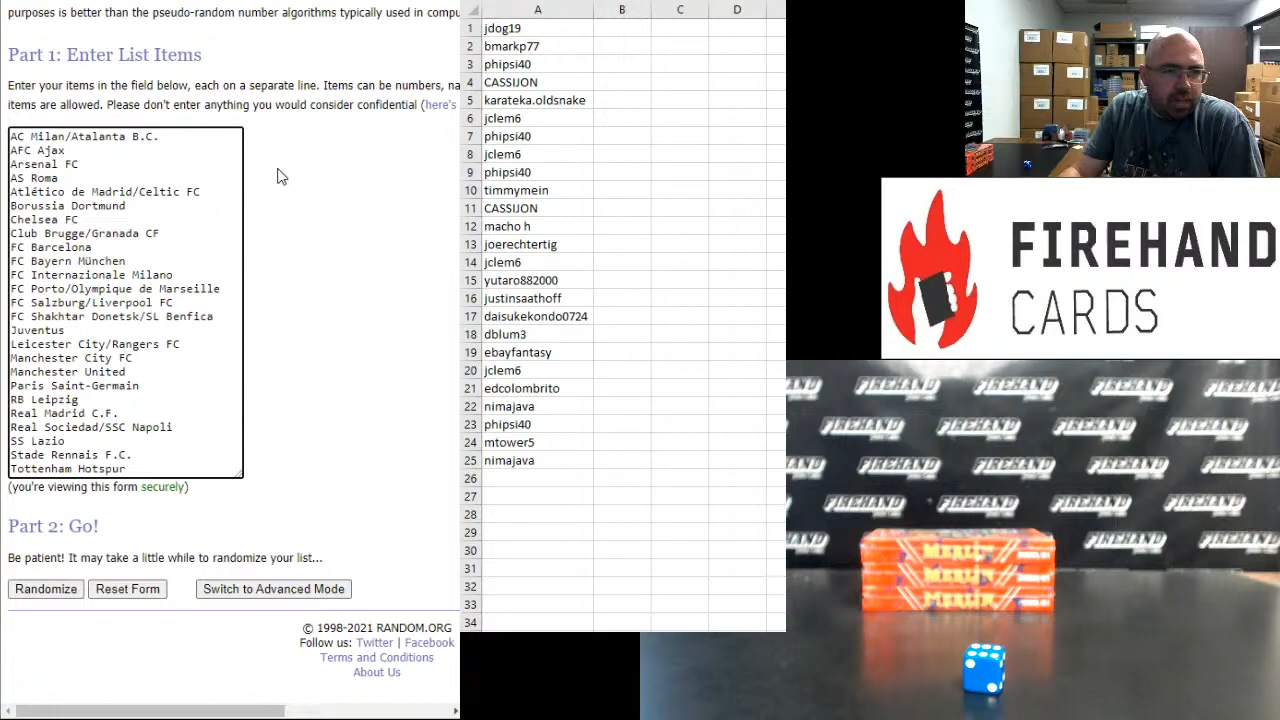 purposes is better than the pseudo-random number algorithms typically used in compu
Part 1: Enter List Items
Enter your items in the field below, each on a separate line. Items can be numbers, na
items are allowed. Please don't enter anything you would consider confidential (here's
AC Milan/Atalanta B.C.
AFC Ajax
Arsenal FC
AS Roma
Atlético de Madrid/Celtic FC
Borussia Dortmund
Chelsea FC
Club Brugge/Granada CF
FC Barcelona
FC Bayern München
FC Internazionale Milano
FC Porto/Olympique de Marseille
FC Salzburg/Liverpool FC
FC Shakhtar Donetsk/SL Benfica
Juventus
Leicester City/Rangers FC
Manchester City FC
Manchester United
Paris Saint-Germain
RB Leipzig
Real Madrid C.F.
Real Sociedad/SSC Napoli
SS Lazio
Stade Rennais F.C.
Tottenham Hotspur
(you're viewing this form securely)
Part 2: Go!
Be patient! It may take a little while to randomize your list...
Randomize Reset Form Switch to Advanced Mode
© 1998-2021 RANDOM.ORG
Follow us: Twitter | Facebook
Terms and Conditions
About Us
A B C D
1 jdog19
2 bmarkp77
3 phipsi40
4 CASSIJON
5 karateka.oldsnake
6 jclem6
7 phipsi40
8 jclem6
9 phipsi40
10 timmymein
11 CASSIJON
12 macho h
13 joerechtertig
14 jclem6
15 yutaro882000
16 justinsaathoff
17 daisukekondo0724
18 dblum3
19 ebayfantasy
20 jclem6
21 edcolombrito
22 nimajava
23 phipsi40
24 mtower5
25 nimajava
26
27
28
29
30
31
32
33
34
FIREHAND
CARDS
FIREHAND
MERLIN
MERLIN
MERLIN